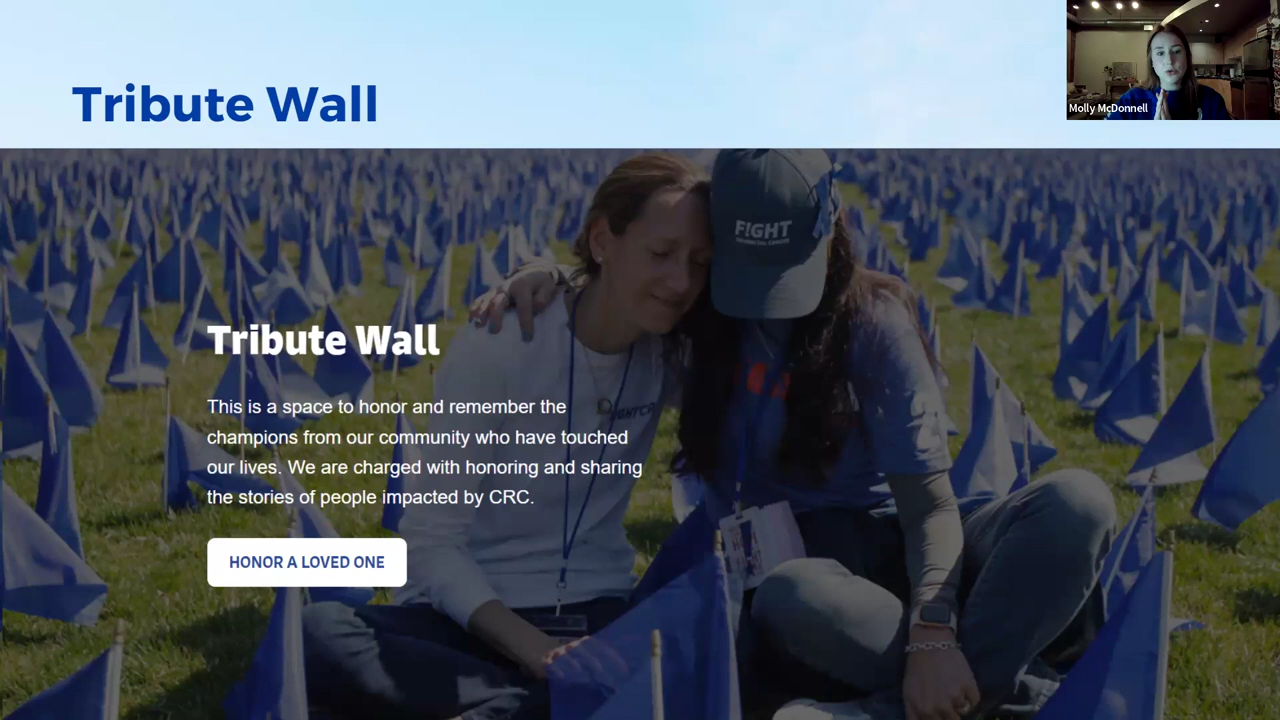 Tribute Wall
Molly McDonnell
F!GHT
Tribute Wall
This is a space to honor and remember the
champions from our community who have touched
our lives. We are charged with honoring and sharing
the stories of people impacted by CRC.
HONOR A LOVED ONE